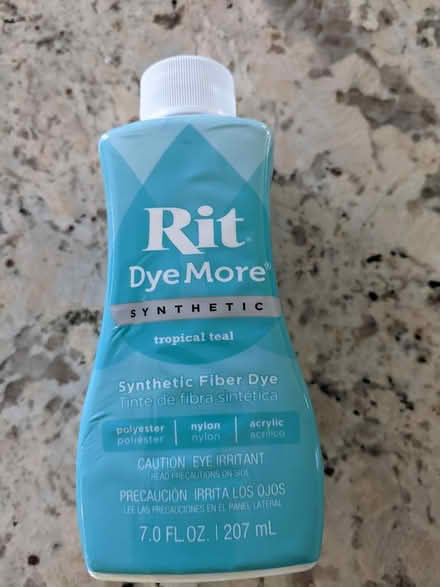 Rit®
DyeMore®
SYNTHETIC
tropical teal
Synthetic Fiber Dye
Tinte de fibra sintética
polyester | nylon | acrylic
poliéster | nylon | acrílico
CAUTION EYE IRRITANT
READ PRECAUTIONS ON SIDE
PRECAUCIÓN IRRITA LOS OJOS
LEE LAS PRECAUCIONES EN EL PANEL LATERAL
7.0 FL OZ. | 207 mL